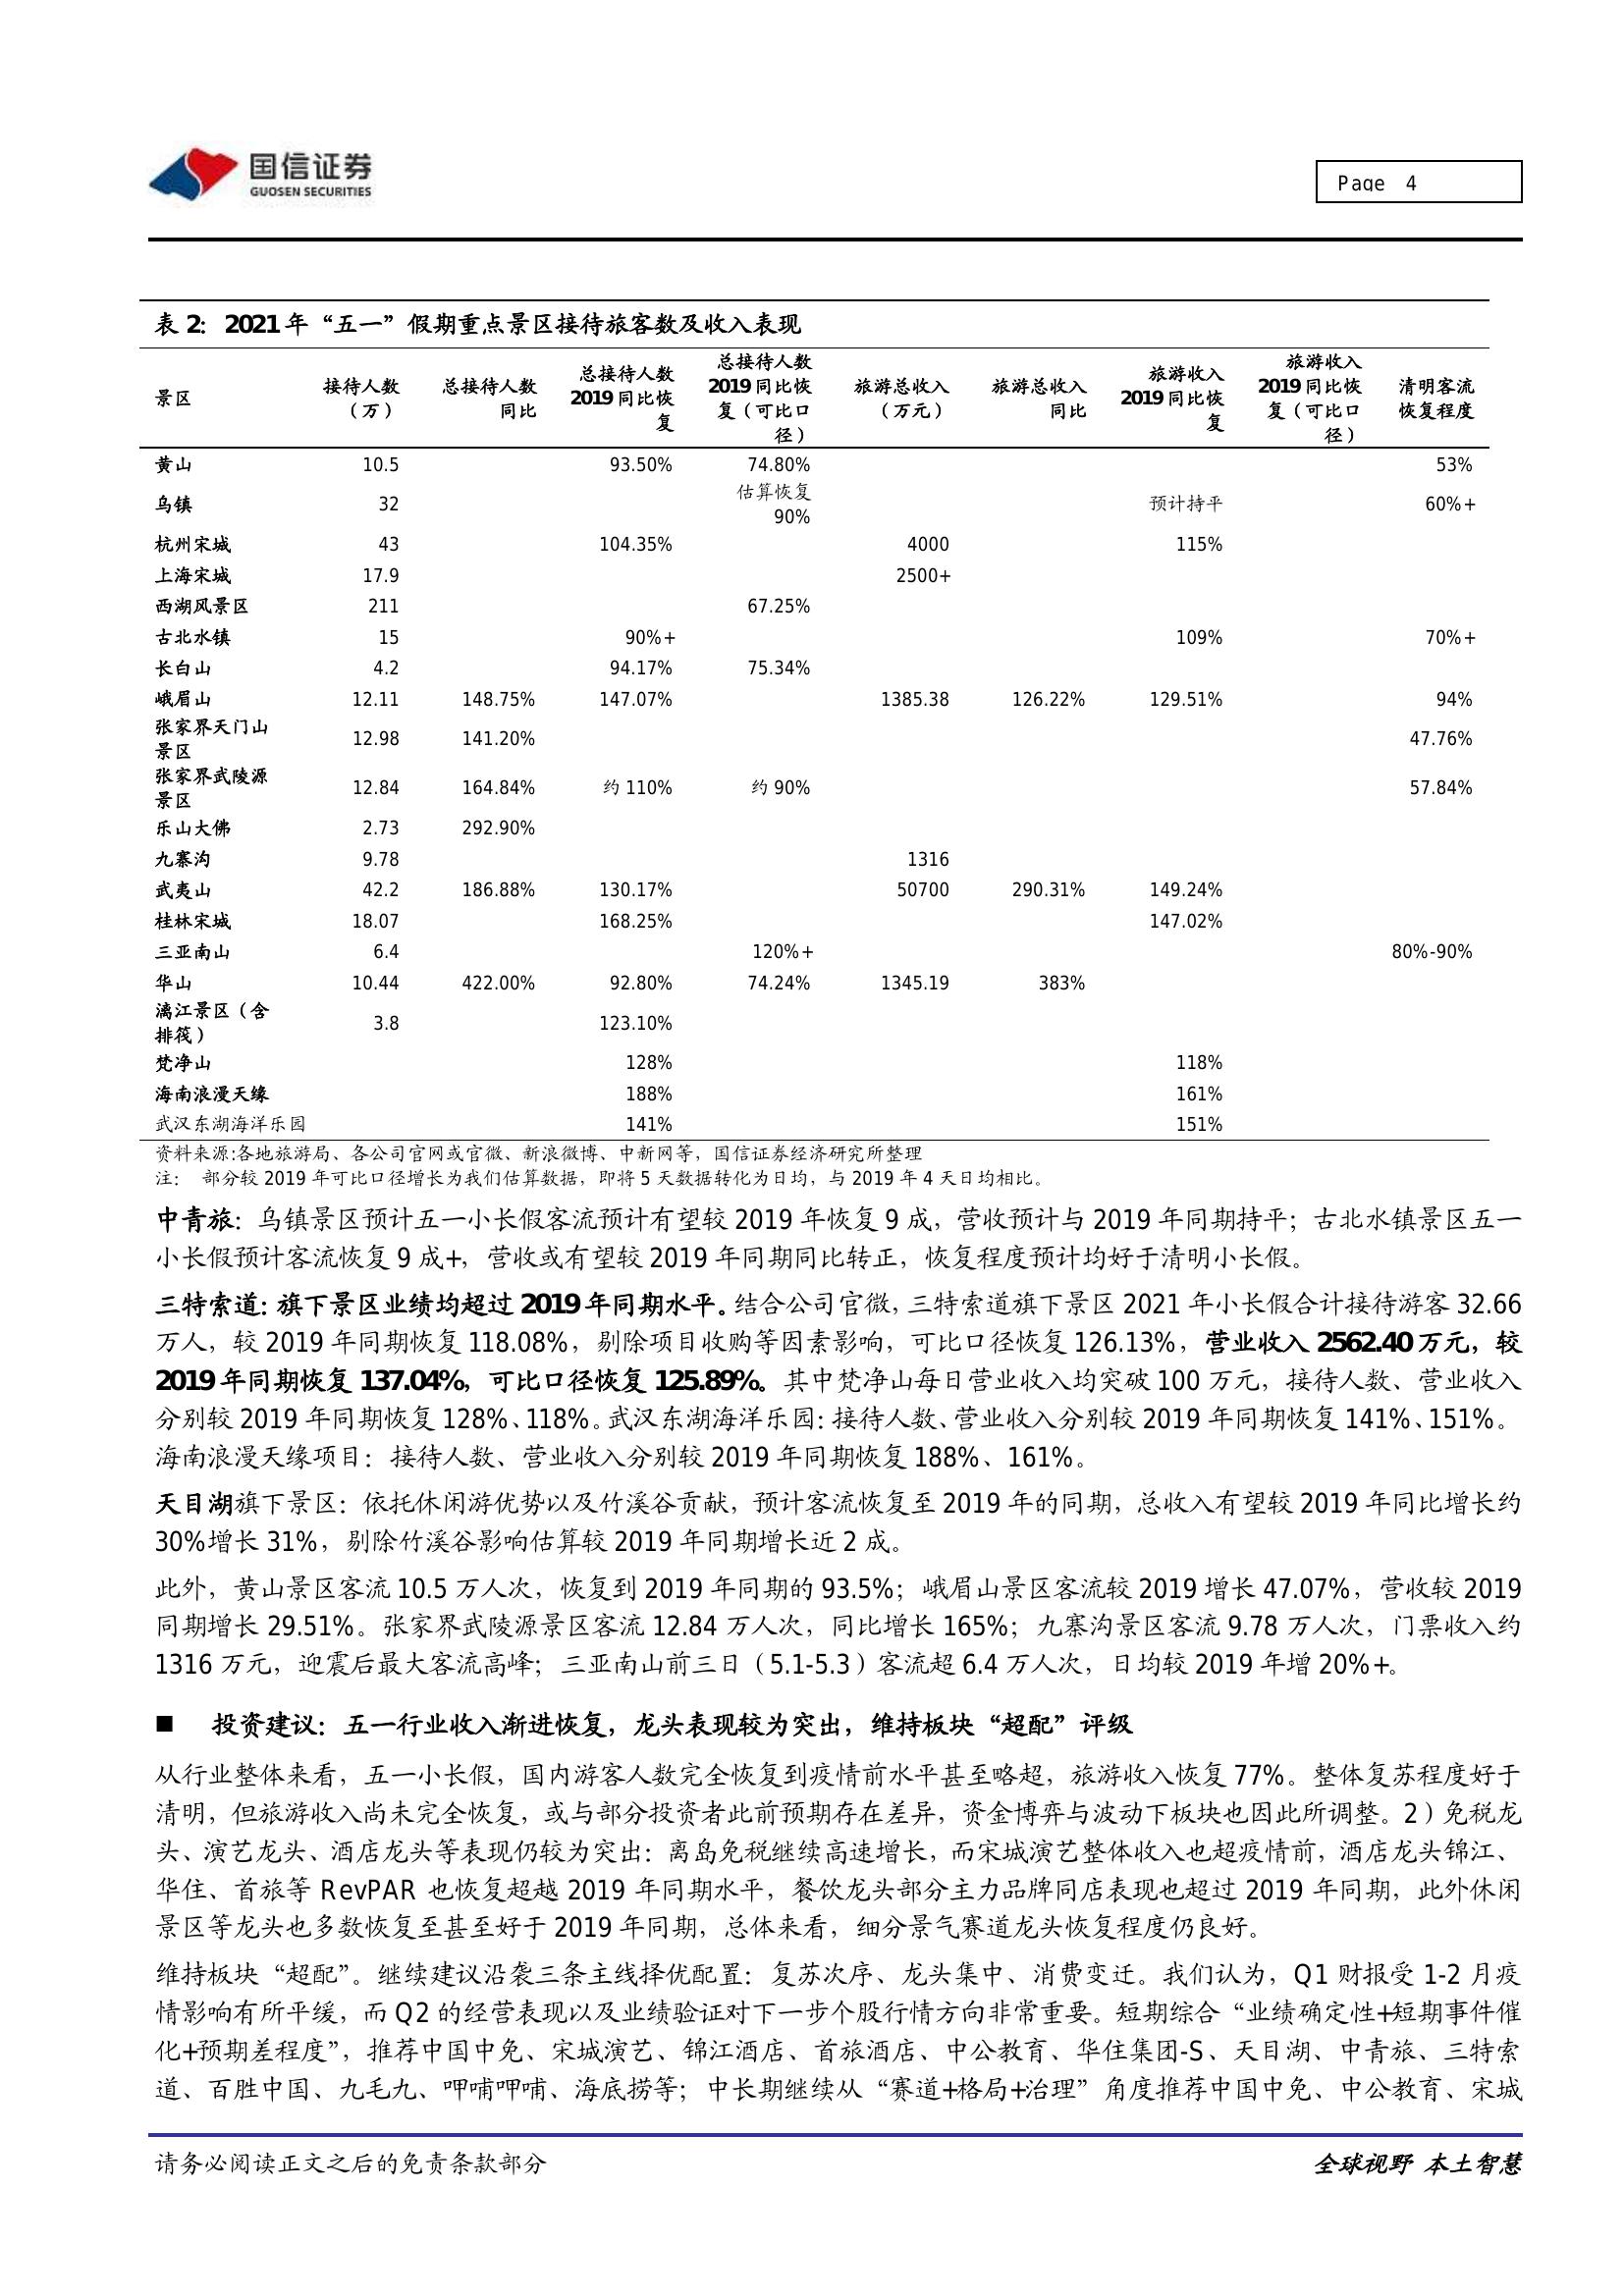 国信证券
GUOSEN SECURITIES
Page 4
表 2：2021 年“五一”假期重点景区接待旅客数及收入表现
景区 接待人数（万） 总接待人数同比 总接待人数 2019 同比恢复 总接待人数 2019 同比恢复（可比口径） 旅游总收入（万元） 旅游总收入同比 旅游收入 2019 同比恢复 旅游收入 2019 同比恢复（可比口径） 清明客流恢复程度
黄山 10.5 93.50% 74.80% 53%
乌镇 32 估算恢复 90% 预计持平 60%+
杭州宋城 43 104.35% 4000 115%
上海宋城 17.9 2500+
西湖风景区 211 67.25%
古北水镇 15 90%+ 109% 70%+
长白山 4.2 94.17% 75.34%
峨眉山 12.11 148.75% 147.07% 1385.38 126.22% 129.51% 94%
张家界天门山景区 12.98 141.20% 47.76%
张家界武陵源景区 12.84 164.84% 约 110% 约 90% 57.84%
乐山大佛 2.73 292.90%
九寨沟 9.78 1316
武夷山 42.2 186.88% 130.17% 50700 290.31% 149.24%
桂林宋城 18.07 168.25% 147.02%
三亚南山 6.4 120%+ 80%-90%
华山 10.44 422.00% 92.80% 74.24% 1345.19 383%
漓江景区（含排筏） 3.8 123.10%
梵净山 128% 118%
海南浪漫天缘 188% 161%
武汉东湖海洋乐园 141% 151%
资料来源:各地旅游局、各公司官网或官微、新浪微博、中新网等，国信证券经济研究所整理
注： 部分较 2019 年可比口径增长为我们估算数据，即将 5 天数据转化为日均，与 2019 年 4 天日均相比。
中青旅：乌镇景区预计五一小长假客流预计有望较 2019 年恢复 9 成，营收预计与 2019 年同期持平；古北水镇景区五一
小长假预计客流恢复 9 成+，营收或有望较 2019 年同期同比转正，恢复程度预计均好于清明小长假。
三特索道：旗下景区业绩均超过 2019 年同期水平。结合公司官微，三特索道旗下景区 2021 年小长假合计接待游客 32.66
万人，较 2019 年同期恢复 118.08%，剔除项目收购等因素影响，可比口径恢复 126.13%，营业收入 2562.40 万元，较
2019 年同期恢复 137.04%，可比口径恢复 125.89%。其中梵净山每日营业收入均突破 100 万元，接待人数、营业收入
分别较 2019 年同期恢复 128%、118%。武汉东湖海洋乐园：接待人数、营业收入分别较 2019 年同期恢复 141%、151%。
海南浪漫天缘项目：接待人数、营业收入分别较 2019 年同期恢复 188%、161%。
天目湖旗下景区：依托休闲游优势以及竹溪谷贡献，预计客流恢复至 2019 年的同期，总收入有望较 2019 年同比增长约
30%增长 31%，剔除竹溪谷影响估算较 2019 年同期增长近 2 成。
此外，黄山景区客流 10.5 万人次，恢复到 2019 年同期的 93.5%；峨眉山景区客流较 2019 增长 47.07%，营收较 2019
同期增长 29.51%。张家界武陵源景区客流 12.84 万人次，同比增长 165%；九寨沟景区客流 9.78 万人次，门票收入约
1316 万元，迎震后最大客流高峰；三亚南山前三日（5.1-5.3）客流超 6.4 万人次，日均较 2019 年增 20%+。
■ 投资建议：五一行业收入渐进恢复，龙头表现较为突出，维持板块“超配”评级
从行业整体来看，五一小长假，国内游客人数完全恢复到疫情前水平甚至略超，旅游收入恢复 77%。整体复苏程度好于
清明，但旅游收入尚未完全恢复，或与部分投资者此前预期存在差异，资金博弈与波动下板块也因此所调整。2）免税龙
头、演艺龙头、酒店龙头等表现仍较为突出：离岛免税继续高速增长，而宋城演艺整体收入也超疫情前，酒店龙头锦江、
华住、首旅等 RevPAR 也恢复超越 2019 年同期水平，餐饮龙头部分主力品牌同店表现也超过 2019 年同期，此外休闲
景区等龙头也多数恢复至甚至好于 2019 年同期，总体来看，细分景气赛道龙头恢复程度仍良好。
维持板块“超配”。继续建议沿袭三条主线择优配置：复苏次序、龙头集中、消费变迁。我们认为，Q1 财报受 1-2 月疫
情影响有所平缓，而 Q2 的经营表现以及业绩验证对下一步个股行情方向非常重要。短期综合“业绩确定性+短期事件催
化+预期差程度”，推荐中国中免、宋城演艺、锦江酒店、首旅酒店、中公教育、华住集团-S、天目湖、中青旅、三特索
道、百胜中国、九毛九、呷哺呷哺、海底捞等；中长期继续从“赛道+格局+治理”角度推荐中国中免、中公教育、宋城
请务必阅读正文之后的免责条款部分
全球视野 本土智慧